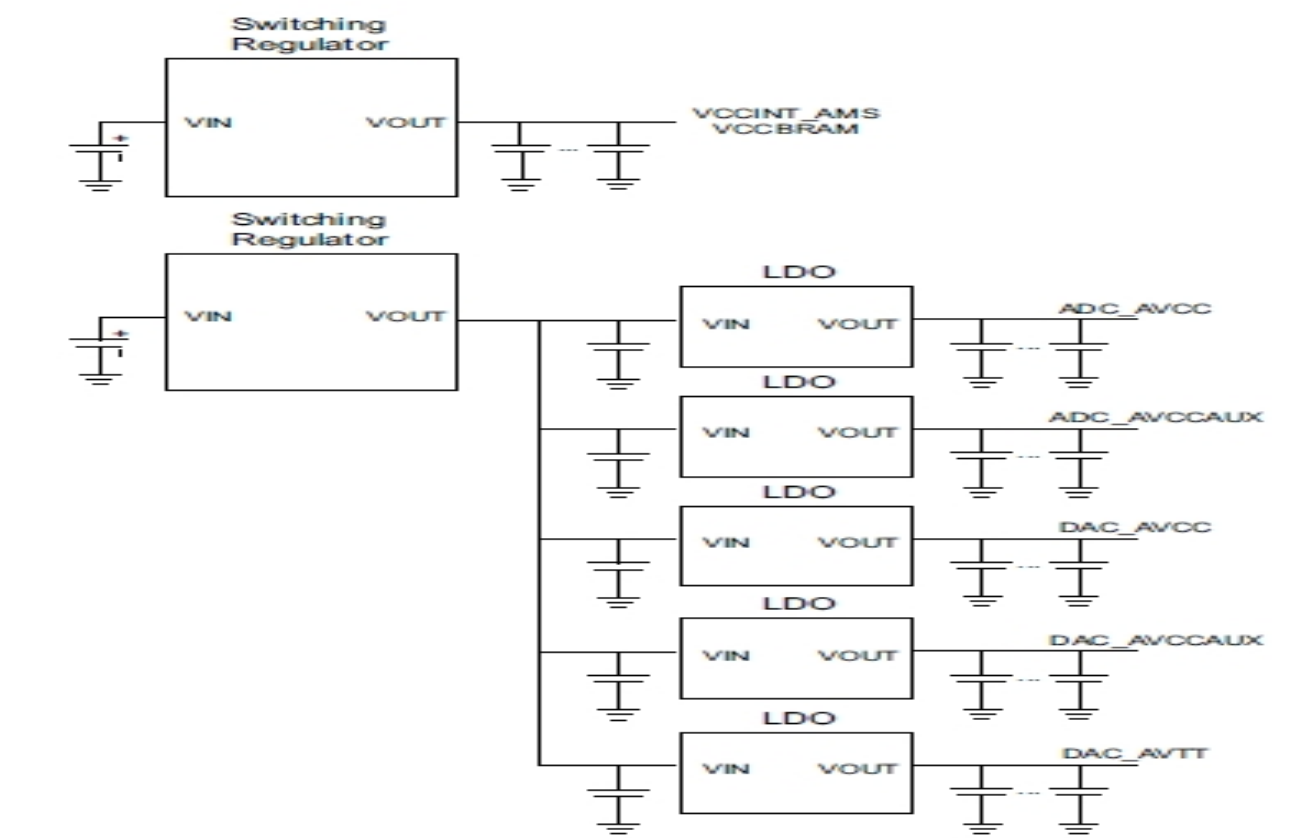 Switching
Regulator
VIN
VOUT
VCCINT_AMS
VCCBRAM
Switching
Regulator
VIN
VOUT
LDO
VIN
VOUT
ADC_AVCC
LDO
VIN
VOUT
ADC_AVCCAUX
LDO
VIN
VOUT
DAC_AVCC
LDO
VIN
VOUT
DAC_AVCCAUX
LDO
VIN
VOUT
DAC_AVTT